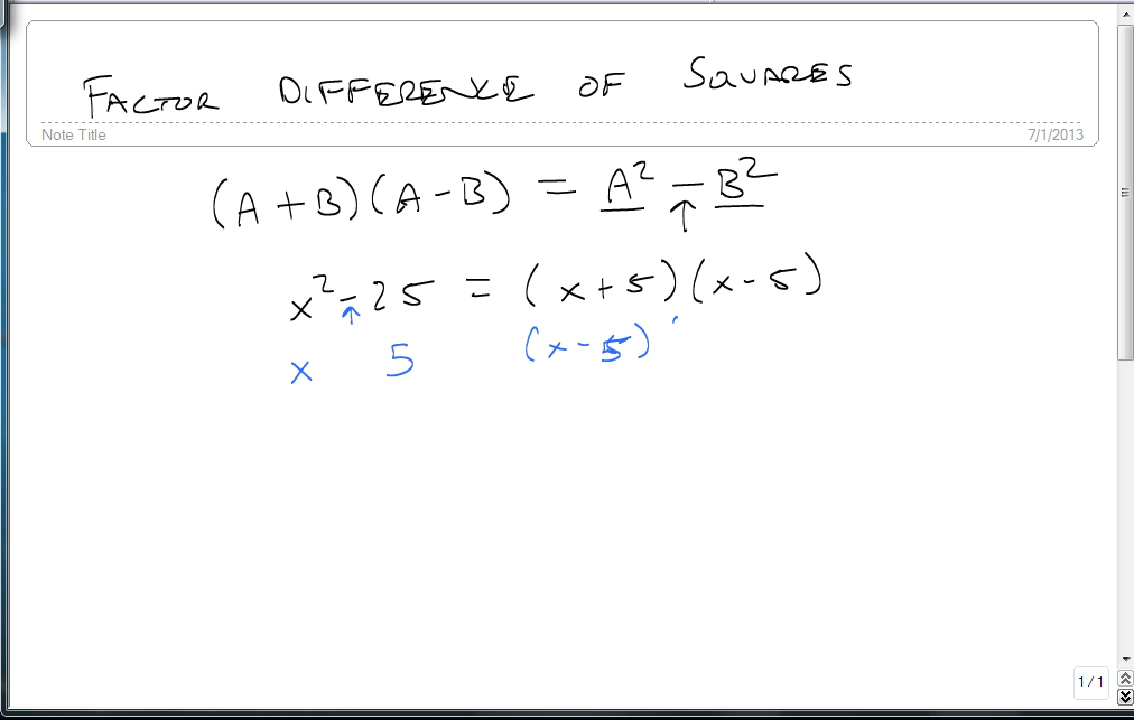 FACTOR DIFFERENCE OF SQUARES
Note Title 7/1/2013
(A + B)(A - B) = A² - B²
x² - 25 = (x + 5)(x - 5)
x 5 (x - 5)
1/1